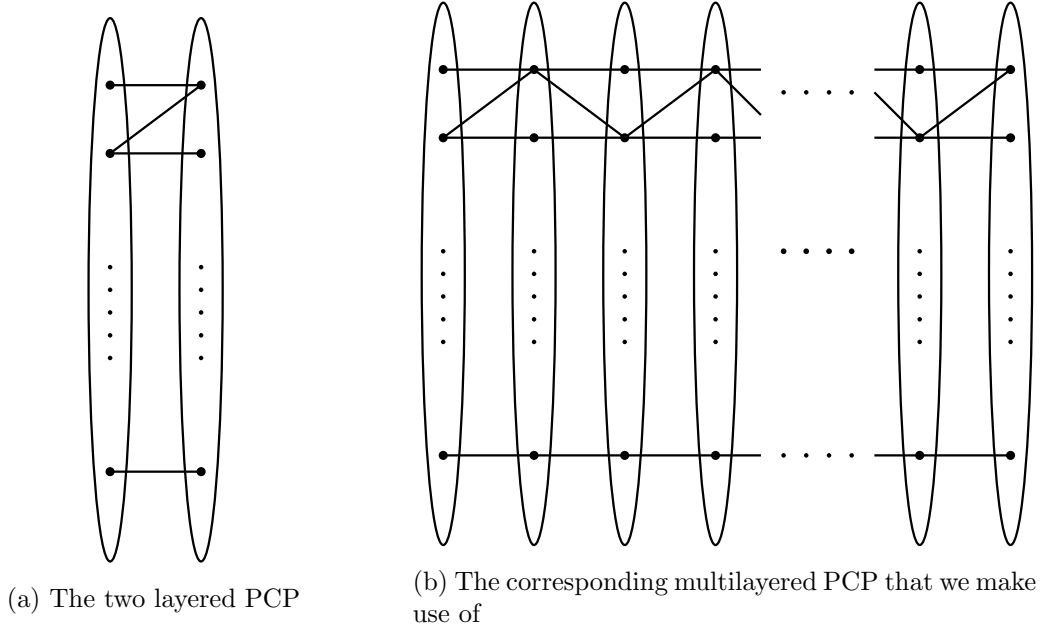 (a) The two layered PCP
(b) The corresponding multilayered PCP that we make
use of